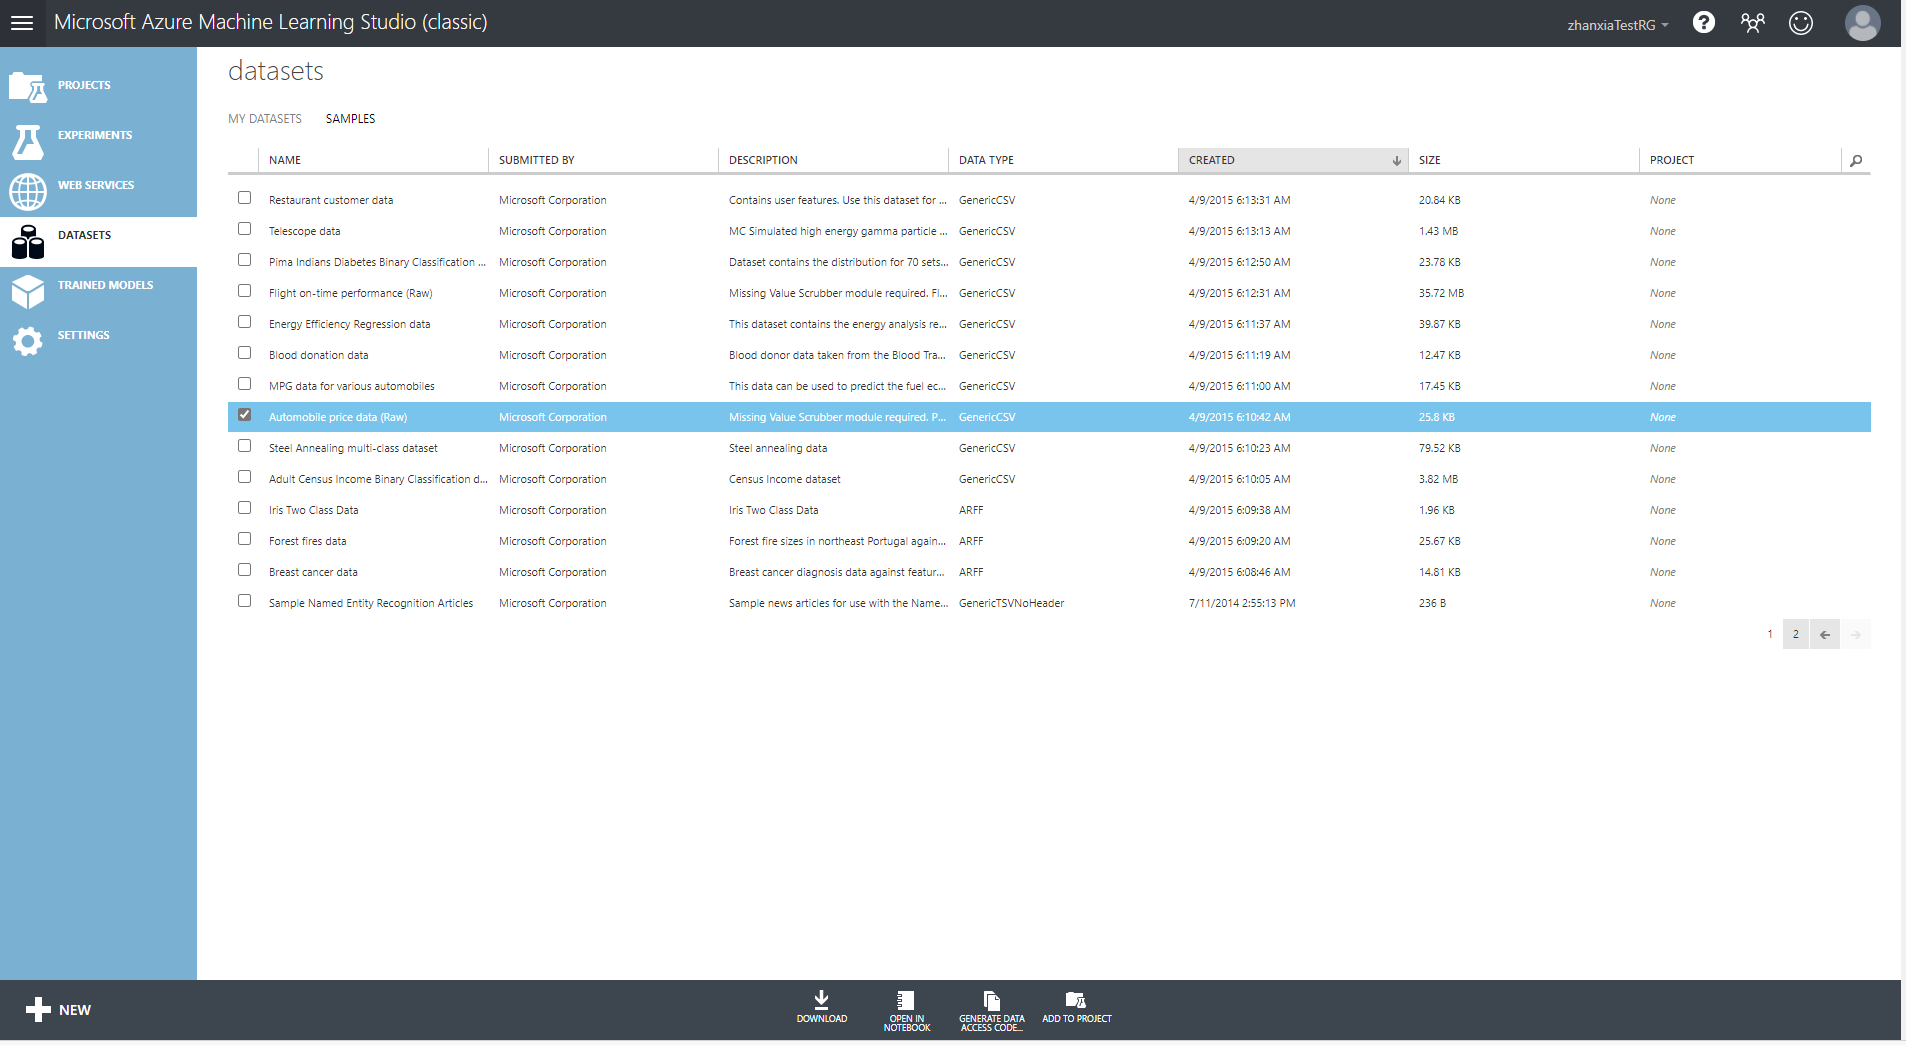 Microsoft Azure Machine Learning Studio (classic)
zhanxiaTestRG
PROJECTS
EXPERIMENTS
WEB SERVICES
DATASETS
TRAINED MODELS
SETTINGS
datasets
MY DATASETS SAMPLES
NAME SUBMITTED BY DESCRIPTION DATA TYPE CREATED SIZE PROJECT
Restaurant customer data Microsoft Corporation Contains user features. Use this dataset for ... GenericCSV 4/9/2015 6:13:31 AM 20.84 KB None
Telescope data Microsoft Corporation MC Simulated high energy gamma particle ... GenericCSV 4/9/2015 6:13:13 AM 1.43 MB None
Pima Indians Diabetes Binary Classification ... Microsoft Corporation Dataset contains the distribution for 70 sets... GenericCSV 4/9/2015 6:12:50 AM 23.78 KB None
Flight on-time performance (Raw) Microsoft Corporation Missing Value Scrubber module required. Fl... GenericCSV 4/9/2015 6:12:31 AM 35.72 MB None
Energy Efficiency Regression data Microsoft Corporation This dataset contains the energy analysis re... GenericCSV 4/9/2015 6:11:37 AM 39.87 KB None
Blood donation data Microsoft Corporation Blood donor data taken from the Blood Tra... GenericCSV 4/9/2015 6:11:19 AM 12.47 KB None
MPG data for various automobiles Microsoft Corporation This data can be used to predict the fuel ec... GenericCSV 4/9/2015 6:11:00 AM 17.45 KB None
Automobile price data (Raw) Microsoft Corporation Missing Value Scrubber module required. P... GenericCSV 4/9/2015 6:10:42 AM 25.8 KB None
Steel Annealing multi-class dataset Microsoft Corporation Steel annealing data GenericCSV 4/9/2015 6:10:23 AM 79.52 KB None
Adult Census Income Binary Classification d... Microsoft Corporation Census Income dataset GenericCSV 4/9/2015 6:10:05 AM 3.82 MB None
Iris Two Class Data Microsoft Corporation Iris Two Class Data ARFF 4/9/2015 6:09:38 AM 1.96 KB None
Forest fires data Microsoft Corporation Forest fire sizes in northeast Portugal again... ARFF 4/9/2015 6:09:20 AM 25.67 KB None
Breast cancer data Microsoft Corporation Breast cancer diagnosis data against featur... ARFF 4/9/2015 6:08:46 AM 14.81 KB None
Sample Named Entity Recognition Articles Microsoft Corporation Sample news articles for use with the Name... GenericTSVNoHeader 7/11/2014 2:55:13 PM 236 B None
1 2
NEW
DOWNLOAD
OPEN IN
NOTEBOOK
GENERATE DATA
ACCESS CODE...
ADD TO PROJECT